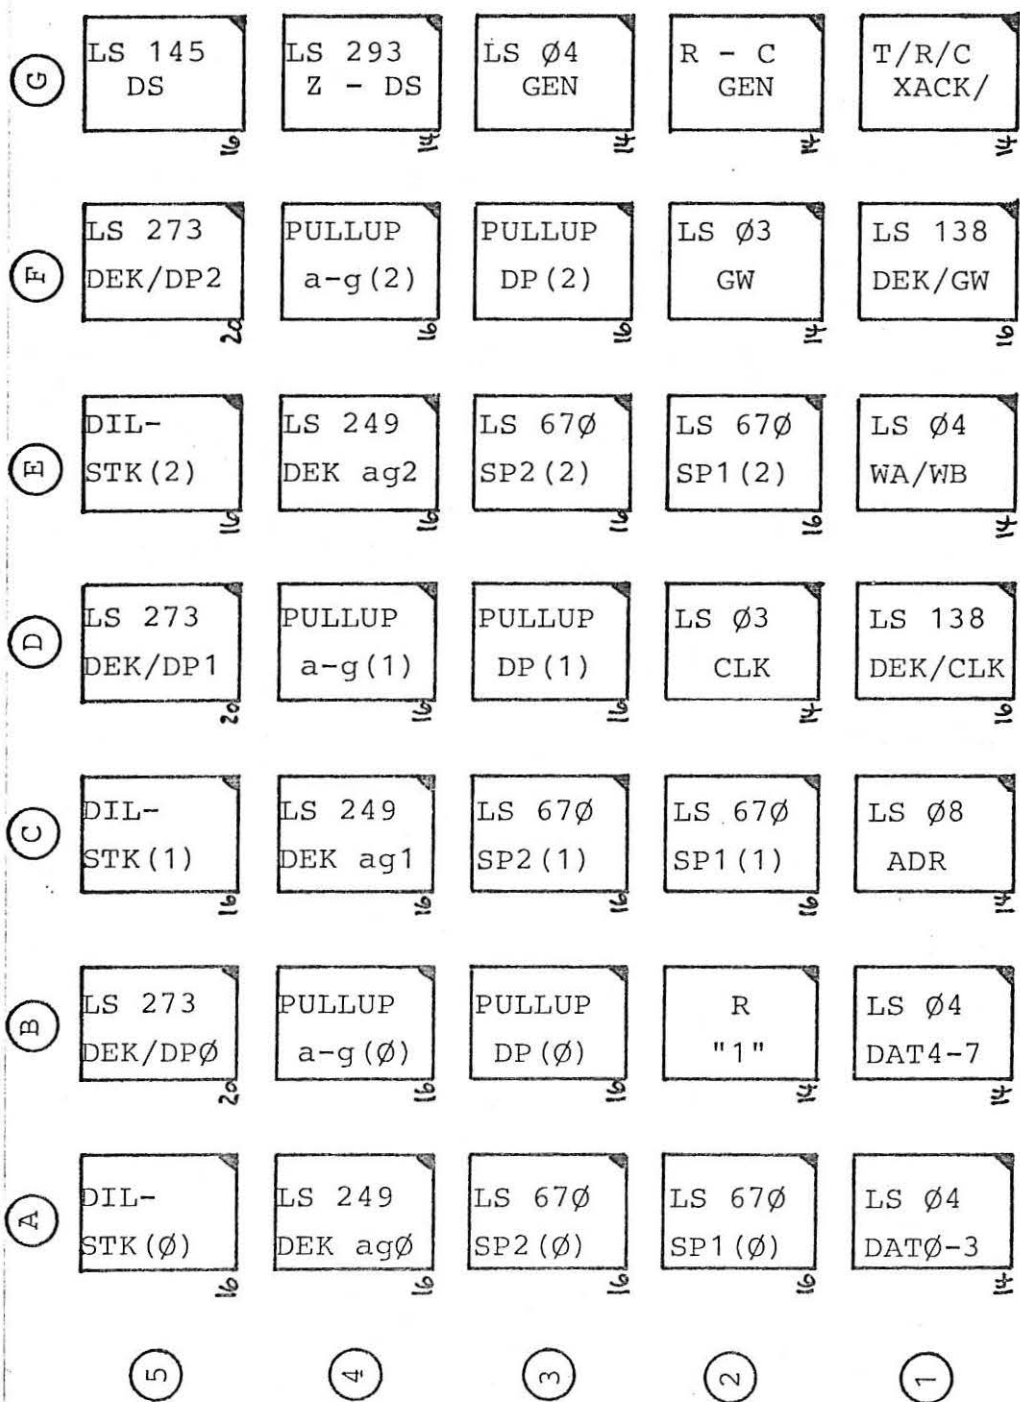 G
LS 145
DS
16
LS 293
Z - DS
14
LS Ø4
GEN
14
R - C
GEN
14
T/R/C
XACK/
14
F
LS 273
DEK/DP2
20
PULLUP
a-g(2)
16
PULLUP
DP(2)
16
LS Ø3
GW
14
LS 138
DEK/GW
16
E
DIL-
STK(2)
16
LS 249
DEK ag2
16
LS 67Ø
SP2(2)
16
LS 67Ø
SP1(2)
16
LS Ø4
WA/WB
14
D
LS 273
DEK/DP1
20
PULLUP
a-g(1)
16
PULLUP
DP(1)
16
LS Ø3
CLK
14
LS 138
DEK/CLK
16
C
DIL-
STK(1)
16
LS 249
DEK ag1
16
LS 67Ø
SP2(1)
16
LS 67Ø
SP1(1)
16
LS Ø8
ADR
14
B
LS 273
DEK/DPØ
20
PULLUP
a-g(Ø)
16
PULLUP
DP(Ø)
16
R
"1"
14
LS Ø4
DAT4-7
14
A
DIL-
STK(Ø)
16
LS 249
DEK agØ
16
LS 67Ø
SP2(Ø)
16
LS 67Ø
SP1(Ø)
16
LS Ø4
DATØ-3
14
5
4
3
2
1